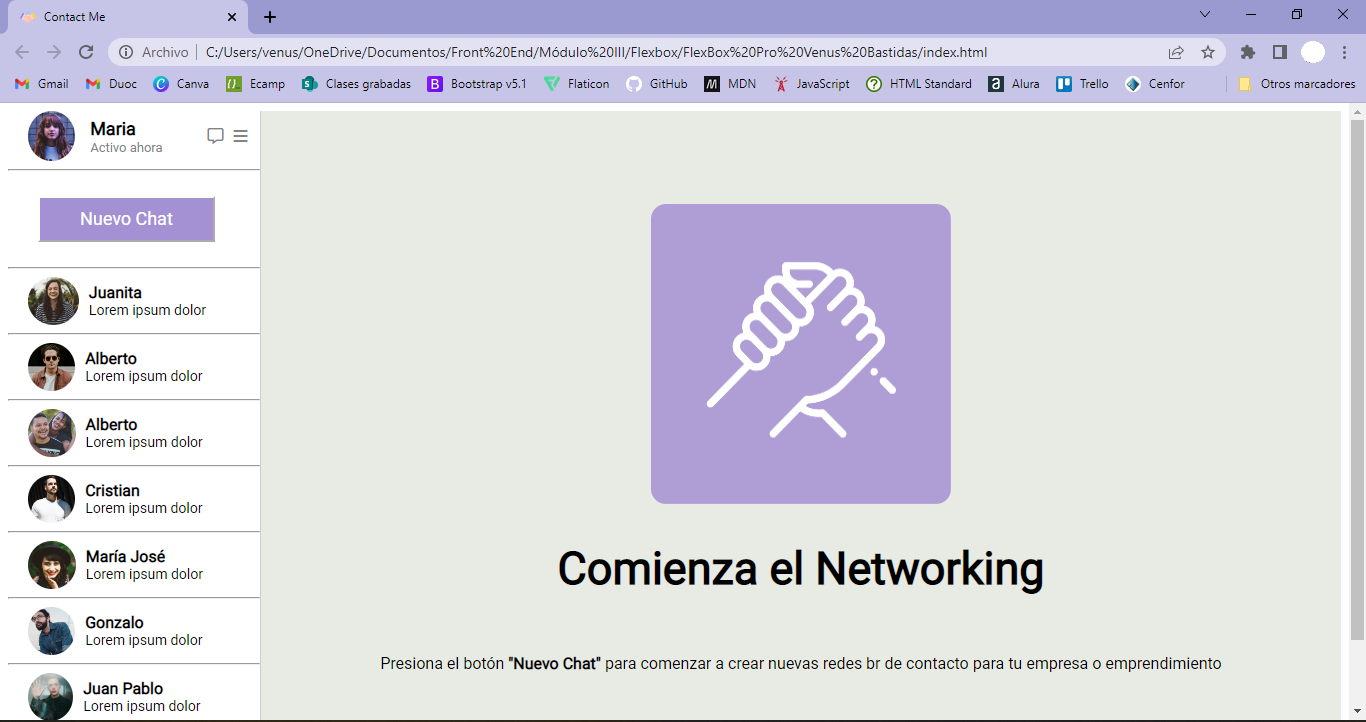 Contact Me
Archivo C:/Users/venus/OneDrive/Documentos/Front%20End/Módulo%20III/Flexbox/FlexBox%20Pro%20Venus%20Bastidas/index.html
Gmail Duoc Canva Ecamp Clases grabadas Bootstrap v5.1 Flaticon GitHub MDN JavaScript HTML Standard Alura Trello Cenfor Otros marcadores
Maria
Activo ahora
Nuevo Chat
Juanita
Lorem ipsum dolor
Alberto
Lorem ipsum dolor
Alberto
Lorem ipsum dolor
Cristian
Lorem ipsum dolor
María José
Lorem ipsum dolor
Gonzalo
Lorem ipsum dolor
Juan Pablo
Lorem ipsum dolor
Comienza el Networking
Presiona el botón "Nuevo Chat" para comenzar a crear nuevas redes br de contacto para tu empresa o emprendimiento